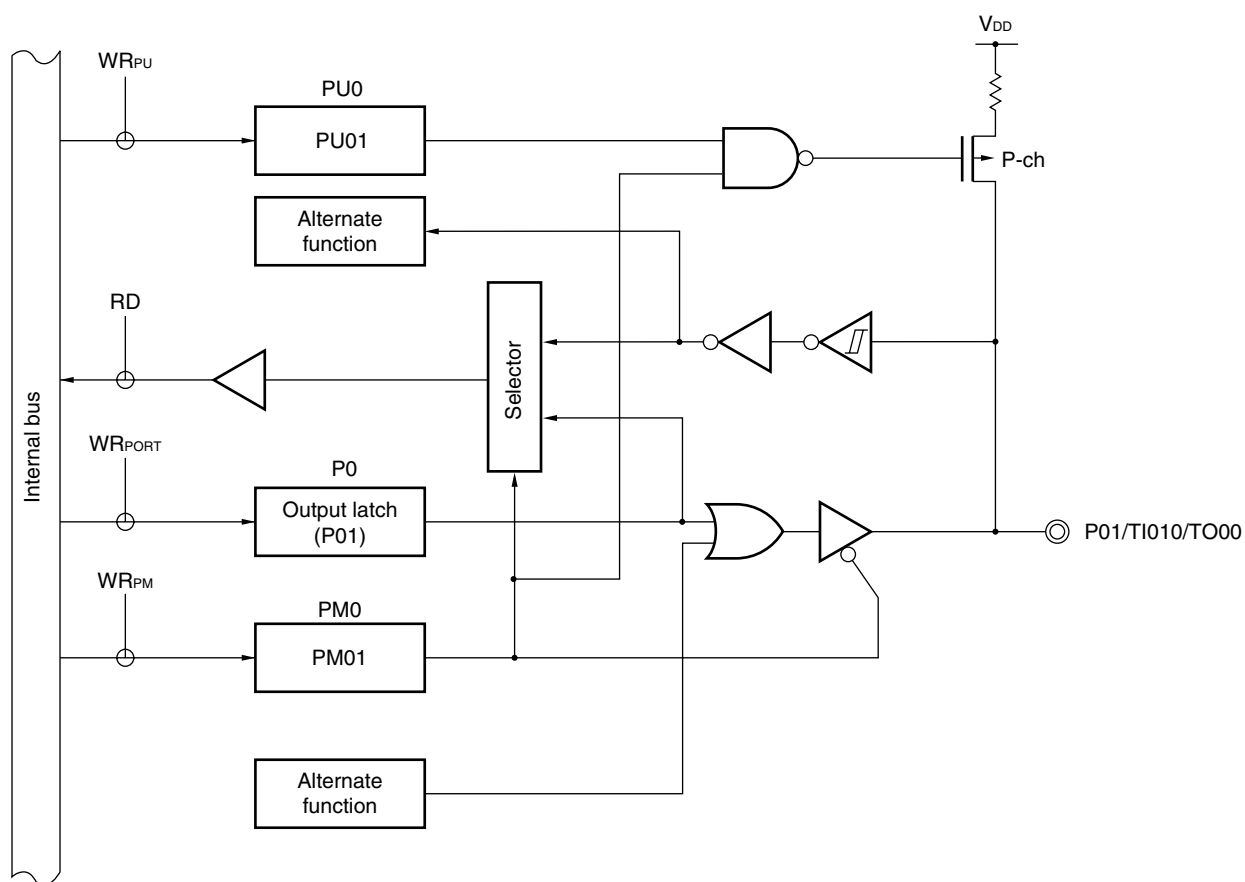 VDD
WRPU
PU0
PU01
P-ch
Alternate
function
RD
Selector
Internal bus
WRPORT
P0
Output latch
(P01)
P01/TI010/TO00
WRPM
PM0
PM01
Alternate
function